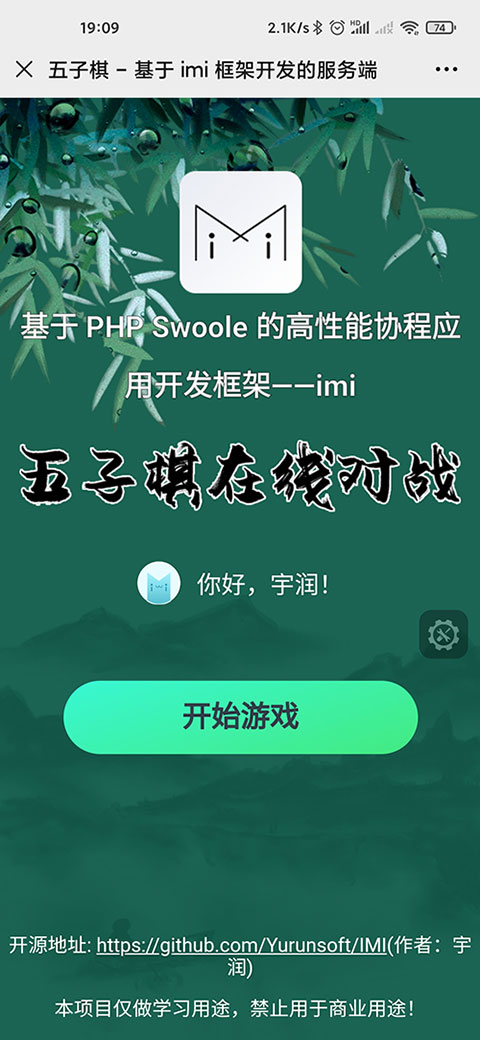 19:09
2.1K/s
HD
74
五子棋 – 基于 imi 框架开发的服务端
imi
基于 PHP Swoole 的高性能协程应
用开发框架——imi
五子棋在线对战
你好，宇润！
开始游戏
开源地址: https://github.com/Yurunsoft/IMI(作者：宇
润)
本项目仅做学习用途，禁止用于商业用途！